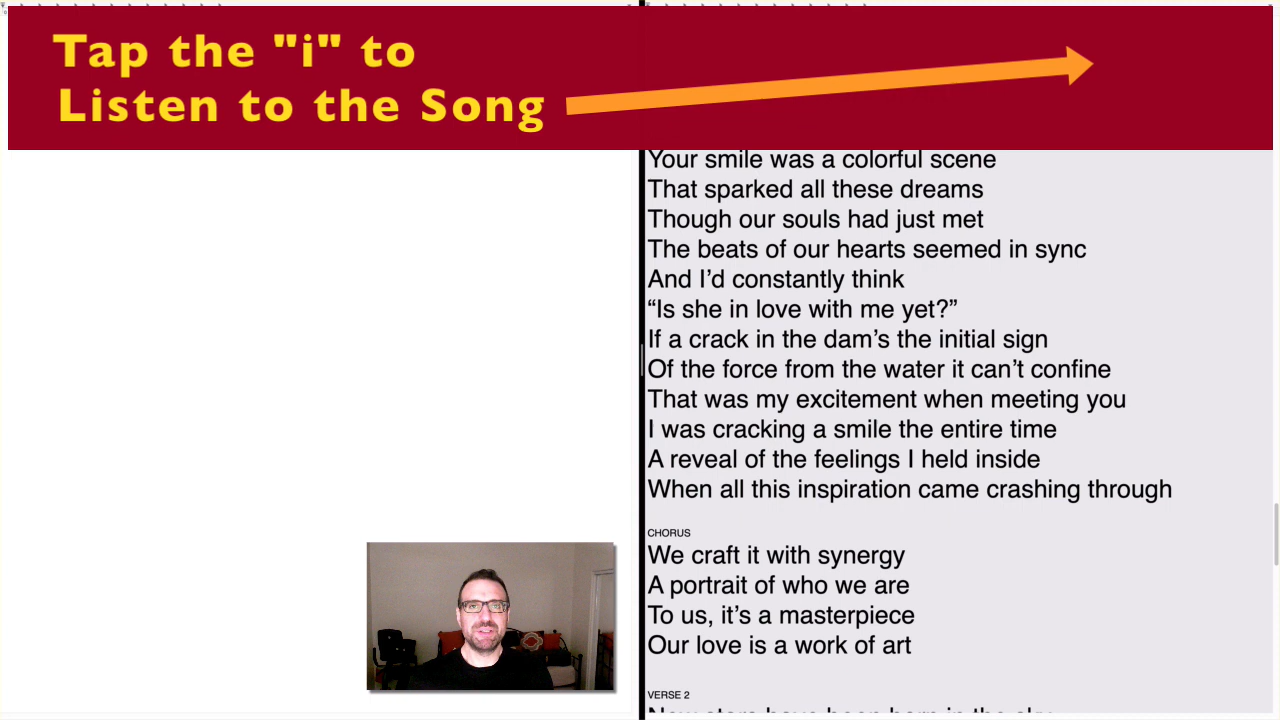 Tap the "i" to
Listen to the Song
Your smile was a colorful scene
That sparked all these dreams
Though our souls had just met
The beats of our hearts seemed in sync
And I’d constantly think
“Is she in love with me yet?”
If a crack in the dam’s the initial sign
Of the force from the water it can’t confine
That was my excitement when meeting you
I was cracking a smile the entire time
A reveal of the feelings I held inside
When all this inspiration came crashing through
CHORUS
We craft it with synergy
A portrait of who we are
To us, it’s a masterpiece
Our love is a work of art
VERSE 2